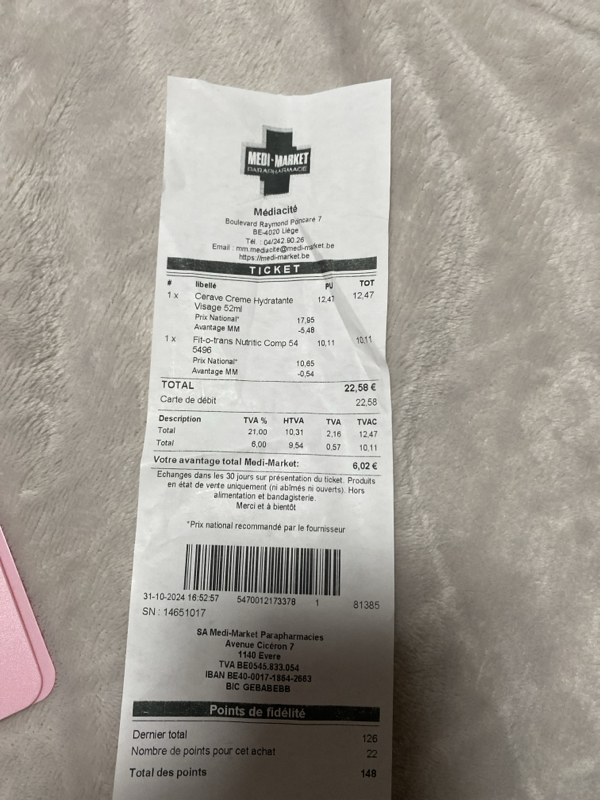 MEDI-MARKET
PARAPHARMACIE
Médiacité
Boulevard Raymond Poncare 7
BE-4020 Liège
Tél : 04/242.90.26
Email : mm.mediacite@medi-market.be
https://medi-market.be
TICKET
# libellé PU TOT
1 x Cerave Creme Hydratante 12,47 12,47
Visage 52ml
Prix National* 17,95
Avantage MM -5,48
1 x Fit-o-trans Nutritic Comp 54 10,11 10,11
5496
Prix National* 10,65
Avantage MM -0,54
TOTAL 22,58 €
Carte de débit 22,58
Description TVA % HTVA TVA TVAC
Total 21,00 10,31 2,16 12,47
Total 6,00 9,54 0,57 10,11
Votre avantage total Medi-Market: 6,02 €
Echanges dans les 30 jours sur présentation du ticket. Produits
en état de vente uniquement (ni abîmés ni ouverts). Hors
alimentation et bandagisterie.
Merci et à bientôt
*Prix national recommandé par le fournisseur
31-10-2024 16:52:57 5470012173378 1 81385
SN : 14651017
SA Medi-Market Parapharmacies
Avenue Cicéron 7
1140 Evere
TVA BE0545.833.054
IBAN BE40-0017-1864-2663
BIC GEBABEBB
Points de fidélité
Dernier total 126
Nombre de points pour cet achat 22
Total des points 148